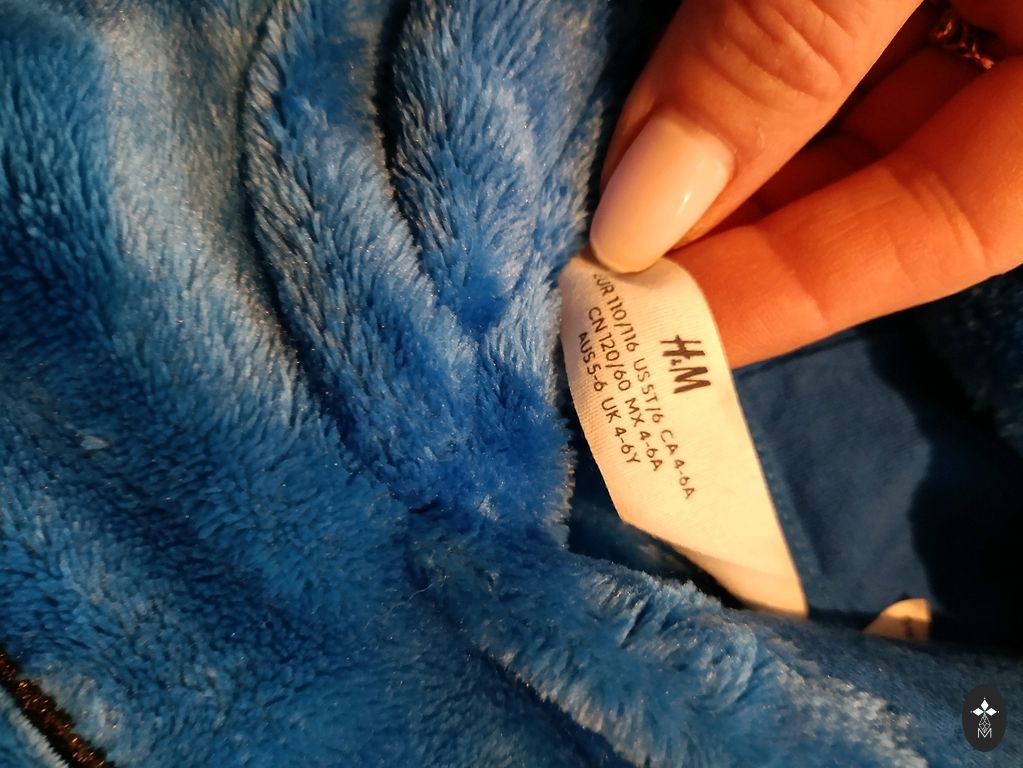 H&M
EUR 110/116 US 5T/6 CA 4-6A
CN 120/60 MX 4-6A
AUS 5-6 UK 4-6Y
M